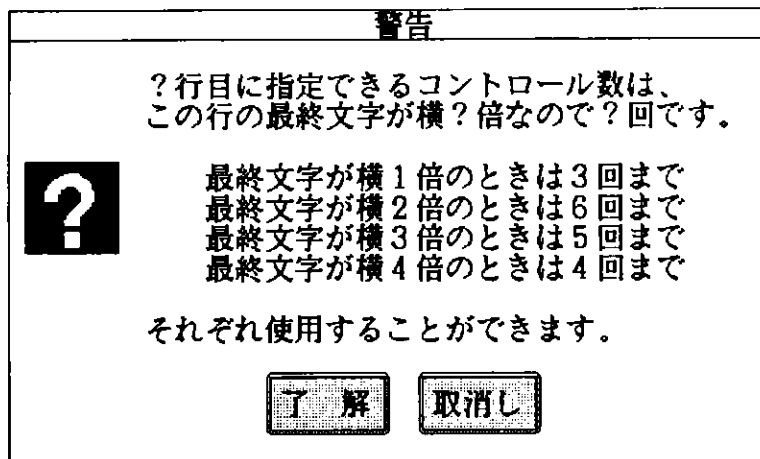 警告
？行目に指定できるコントロール数は、
この行の最終文字が横？倍なので？回です。
最終文字が横１倍のときは３回まで
最終文字が横２倍のときは６回まで
最終文字が横３倍のときは５回まで
最終文字が横４倍のときは４回まで
それぞれ使用することができます。
了　解　取消し